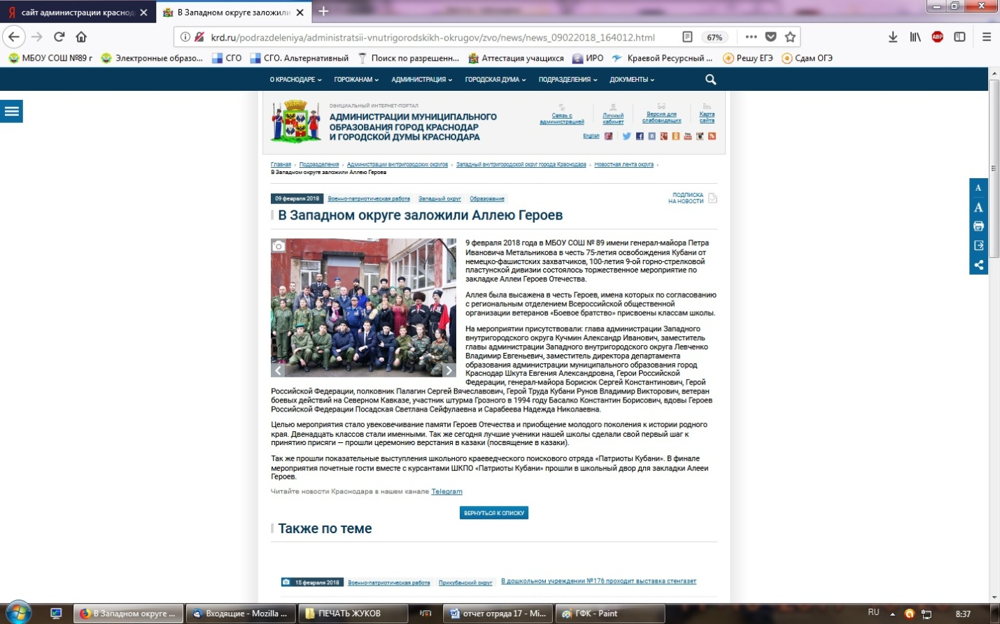 сайт администрации краснод
В Западном округе заложили
krd.ru/podrazdeleniya/administratsii-vnutrigorodskikh-okrugov/zvo/news/news_09022018_164012.html
67%
МБОУ СОШ №89 г
Электронные образо...
СГО
СГО. Альтернативный
Поиск по разрешенн...
Аттестация учащихся
ИРО
Краевой Ресурсный ...
Решу ЕГЭ
Сдам ОГЭ
О КРАСНОДАРЕ
ГОРОЖАНАМ
АДМИНИСТРАЦИЯ
ГОРОДСКАЯ ДУМА
ПОДРАЗДЕЛЕНИЯ
ДОКУМЕНТЫ
ОФИЦИАЛЬНЫЙ ИНТЕРНЕТ-ПОРТАЛ
АДМИНИСТРАЦИИ МУНИЦИПАЛЬНОГО
ОБРАЗОВАНИЯ ГОРОД КРАСНОДАР
И ГОРОДСКОЙ ДУМЫ КРАСНОДАРА
Связь с
администрацией
Личный
кабинет
Версия для
слабовидящих
Карта
сайта
English
Главная › Подразделения › Администрации внутригородских округов › Западный внутригородской округ города Краснодара › Новостная лента округа ›
В Западном округе заложили Аллею Героев
09 февраля 2018
Военно-патриотическая работа
Западный округ
Образование
ПОДПИСКА
НА НОВОСТИ
В Западном округе заложили Аллею Героев
9 февраля 2018 года в МБОУ СОШ № 89 имени генерал-майора Петра
Ивановича Метальникова в честь 75-летия освобождения Кубани от
немецко-фашистских захватчиков, 100-летия 9-ой горно-стрелковой
пластунской дивизии состоялось торжественное мероприятие по
закладке Аллеи Героев Отечества.
Аллея была высажена в честь Героев, имена которых по согласованию
с региональным отделением Всероссийской общественной
организации ветеранов «Боевое братство» присвоены классам школы.
На мероприятии присутствовали: глава администрации Западного
внутригородского округа Кучмин Александр Иванович, заместитель
главы администрации Западного внутригородского округа Левченко
Владимир Евгеньевич, заместитель директора департамента
образования администрации муниципального образования город
Краснодар Шкута Евгения Александровна, Герои Российской
Федерации, генерал-майора Борисюк Сергей Константинович, Герой
Российской Федерации, полковник Палагин Сергей Вячеславович, Герой Труда Кубани Рунов Владимир Викторович, ветеран
боевых действий на Северном Кавказе, участник штурма Грозного в 1994 году Басалко Константин Борисович, вдовы Героев
Российской Федерации Посадская Светлана Сейфулаевна и Сарабеева Надежда Николаевна.
Целью мероприятия стало увековечивание памяти Героев Отечества и приобщение молодого поколения к истории родного
края. Двенадцать классов стали именными. Так же сегодня лучшие ученики нашей школы сделали свой первый шаг к
принятию присяги — прошли церемонию верстания в казаки (посвящение в казаки).
Так же прошли показательные выступления школьного краеведческого поискового отряда «Патриоты Кубани». В финале
мероприятия почетные гости вместе с курсантами ШКПО «Патриоты Кубани» прошли в школьный двор для закладки Алееи
Героев.
Читайте новости Краснодара в нашем канале Telegram
ВЕРНУТЬСЯ К СПИСКУ
Также по теме
15 февраля 2018
Военно-патриотическая работа
Прикубанский округ
В дошкольном учреждении №176 проходит выставка стенгазет
A
A
В Западном округе ...
Входящие - Mozilla ...
ПЕЧАТЬ ЖУКОВ
отчет отряда 17 - Mi...
ГФК - Paint
RU
8:37